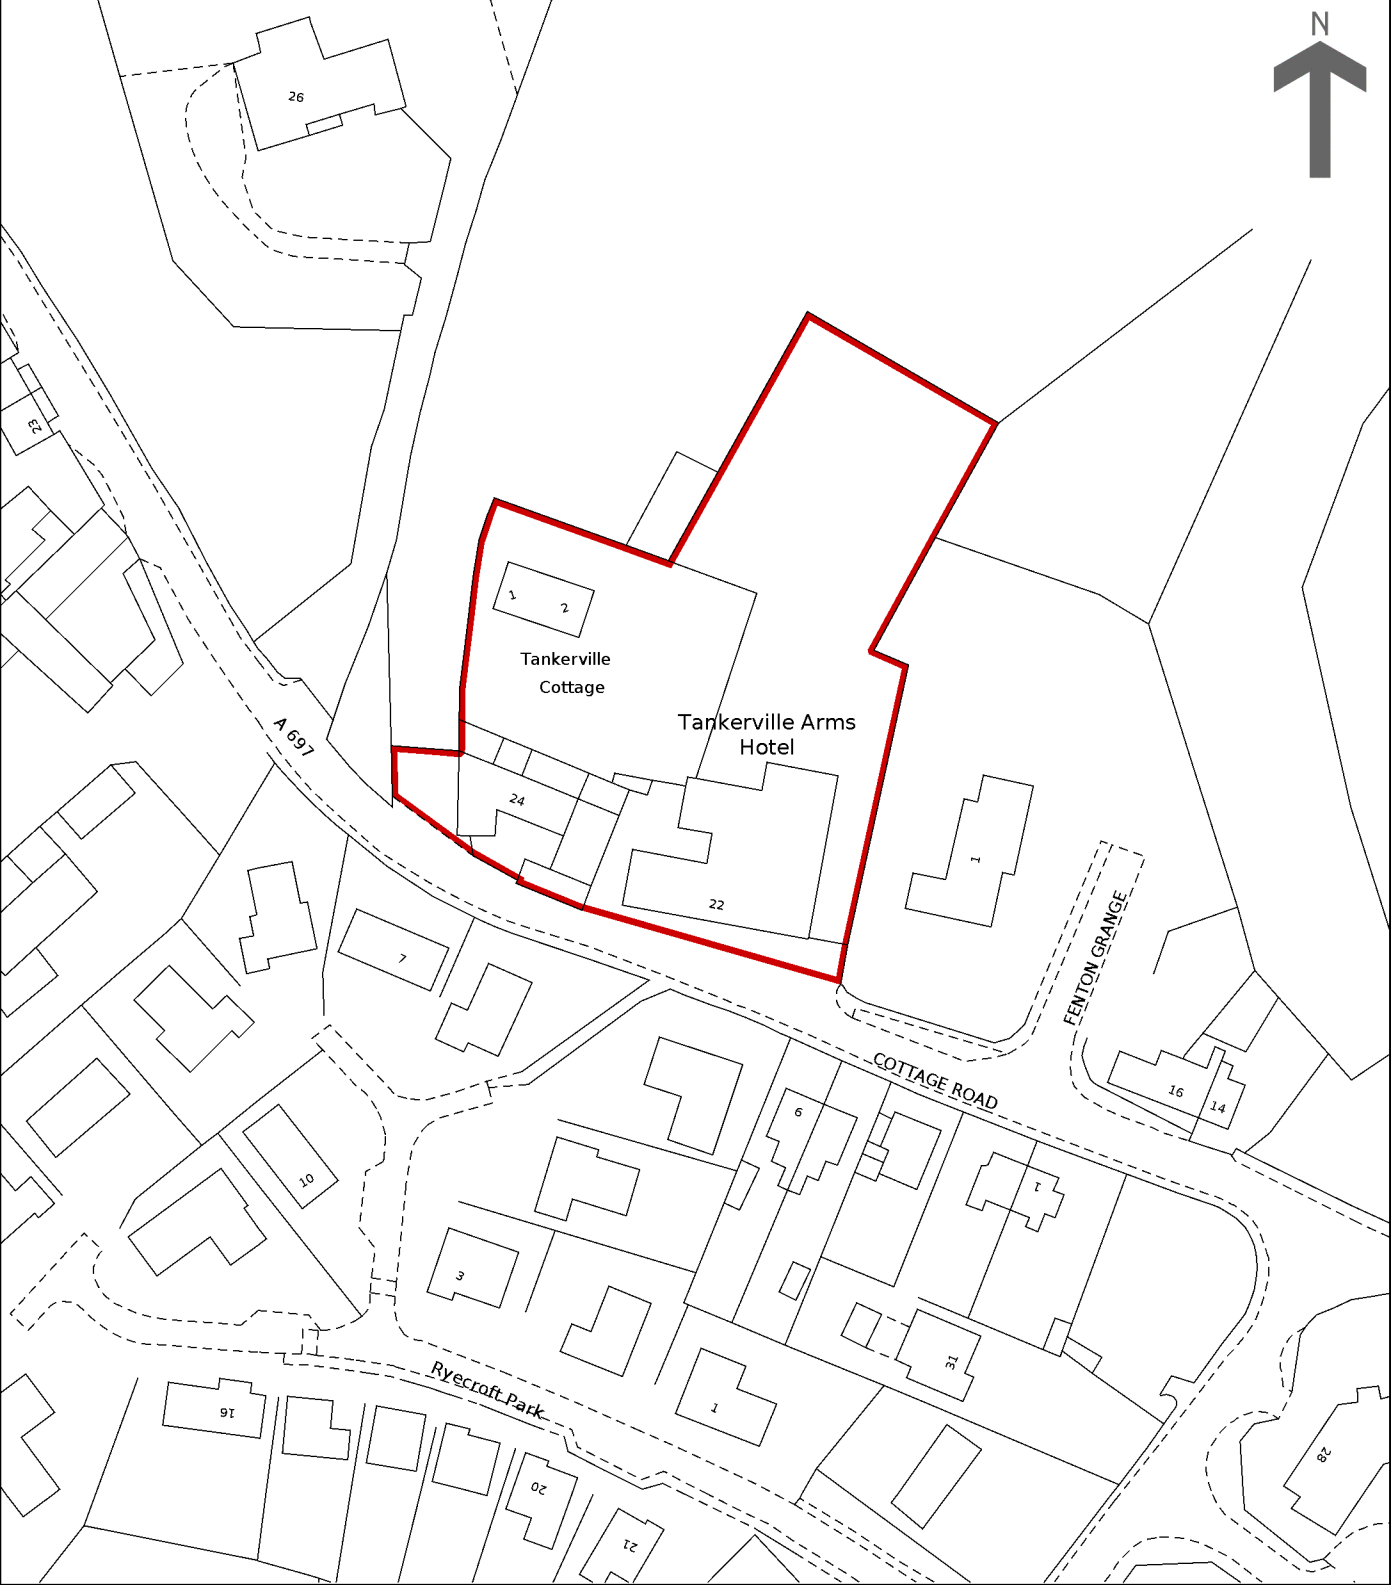 N
26
23
1
2
Tankerville
Cottage
Tankerville Arms
Hotel
A 697
24
22
1
FENTON GRANGE
7
COTTAGE ROAD
16
14
6
10
1
3
31
Ryecroft Park
1
16
20
21
28